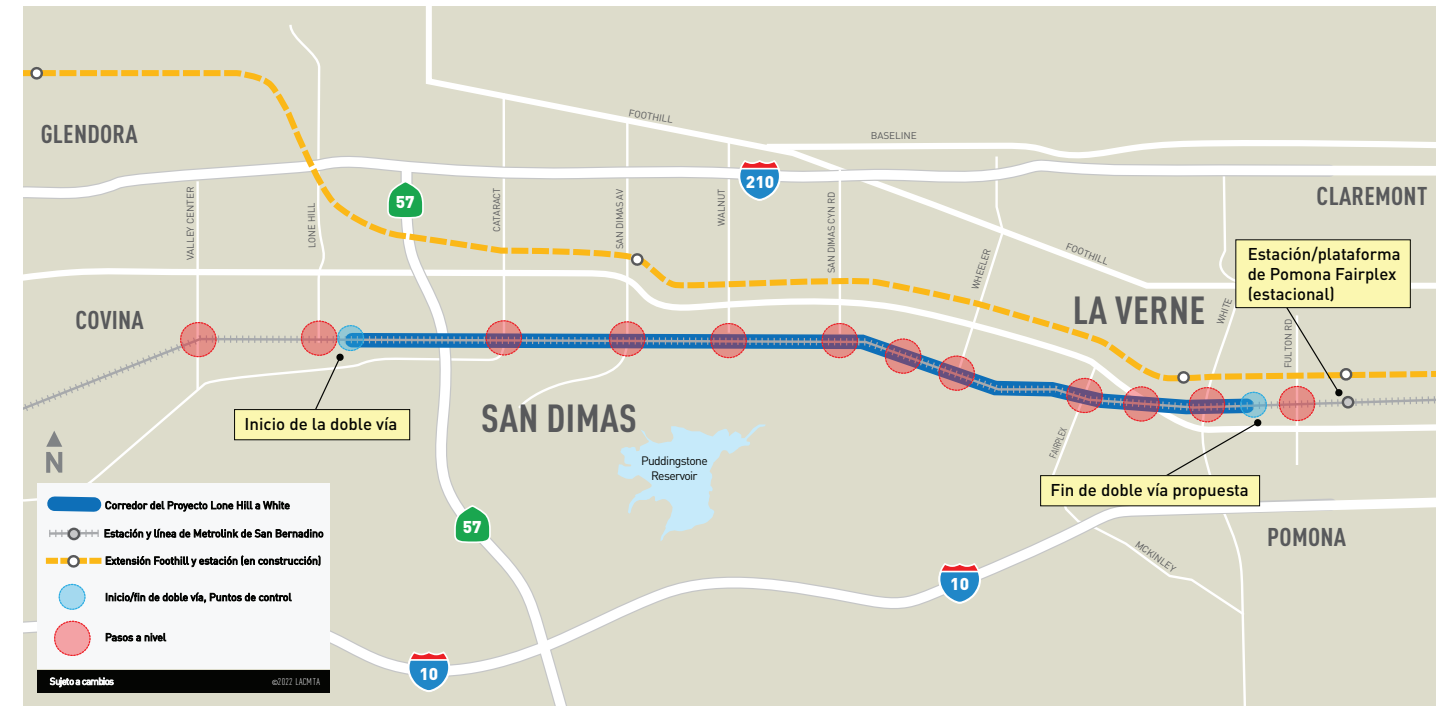 FOOTHILL
BASELINE
GLENDORA
210
CLAREMONT
57
VALLEY CENTER
LONE HILL
CATARACT
SAN DIMAS AV
WALNUT
SAN DIMAS CYN RD
WHEELER
FOOTHILL
Estación/plataforma
de Pomona Fairplex
(estacional)
COVINA
LA VERNE
WHITE
FULTON RD
Inicio de la doble vía
SAN DIMAS
FAIRPLEX
N
Puddingstone
Reservoir
Fin de doble vía propuesta
57
POMONA
MCKINLEY
10
10
Corredor del Proyecto Lone Hill a White
Estación y línea de Metrolink de San Bernadino
Extensión Foothill y estación (en construcción)
Inicio/fin de doble vía, Puntos de control
Pasos a nivel
Sujeto a cambios
©2022 LACMTA